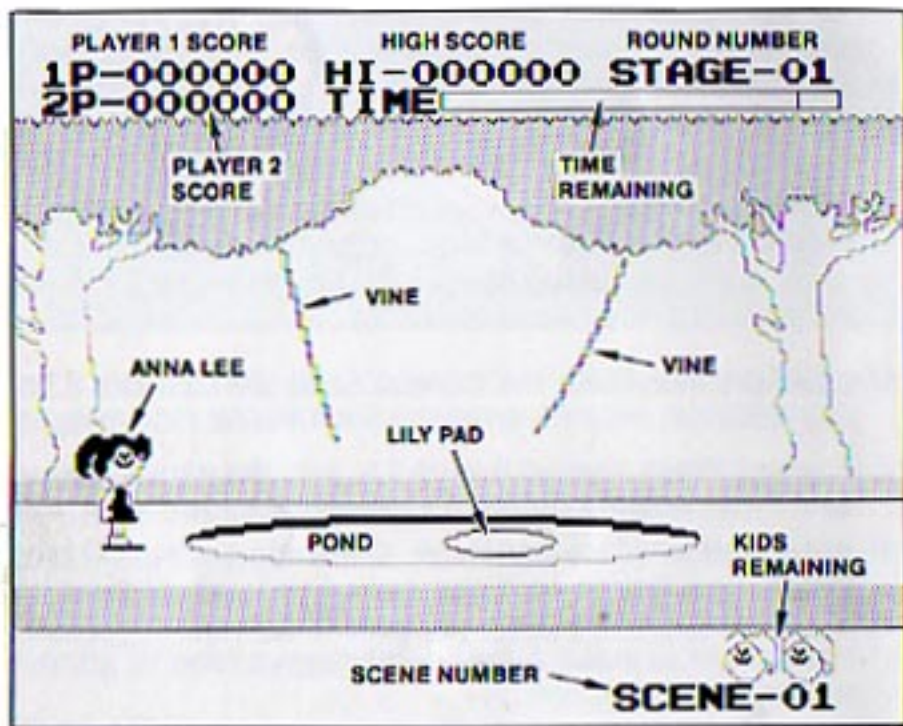 PLAYER 1 SCORE HIGH SCORE ROUND NUMBER
1P-000000 HI-000000 STAGE-01
2P-000000 TIME
PLAYER 2
SCORE
TIME
REMAINING
VINE
VINE
ANNA LEE
LILY PAD
POND
KIDS
REMAINING
SCENE NUMBER
SCENE-01